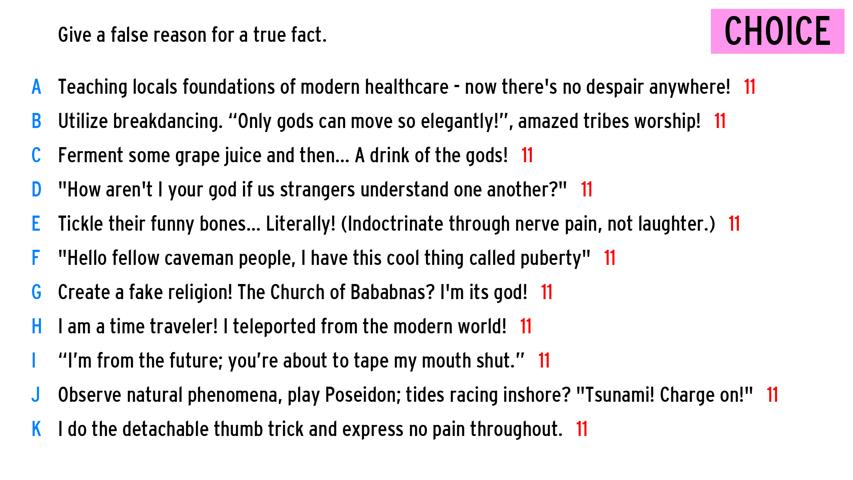 Give a false reason for a true fact.
CHOICE
A Teaching locals foundations of modern healthcare - now there's no despair anywhere! 11
B Utilize breakdancing. “Only gods can move so elegantly!”, amazed tribes worship! 11
C Ferment some grape juice and then... A drink of the gods! 11
D "How aren't I your god if us strangers understand one another?" 11
E Tickle their funny bones... Literally! (Indoctrinate through nerve pain, not laughter.) 11
F "Hello fellow caveman people, I have this cool thing called puberty" 11
G Create a fake religion! The Church of Bababnas? I'm its god! 11
H I am a time traveler! I teleported from the modern world! 11
I “I’m from the future; you’re about to tape my mouth shut.” 11
J Observe natural phenomena, play Poseidon; tides racing inshore? "Tsunami! Charge on!" 11
K I do the detachable thumb trick and express no pain throughout. 11